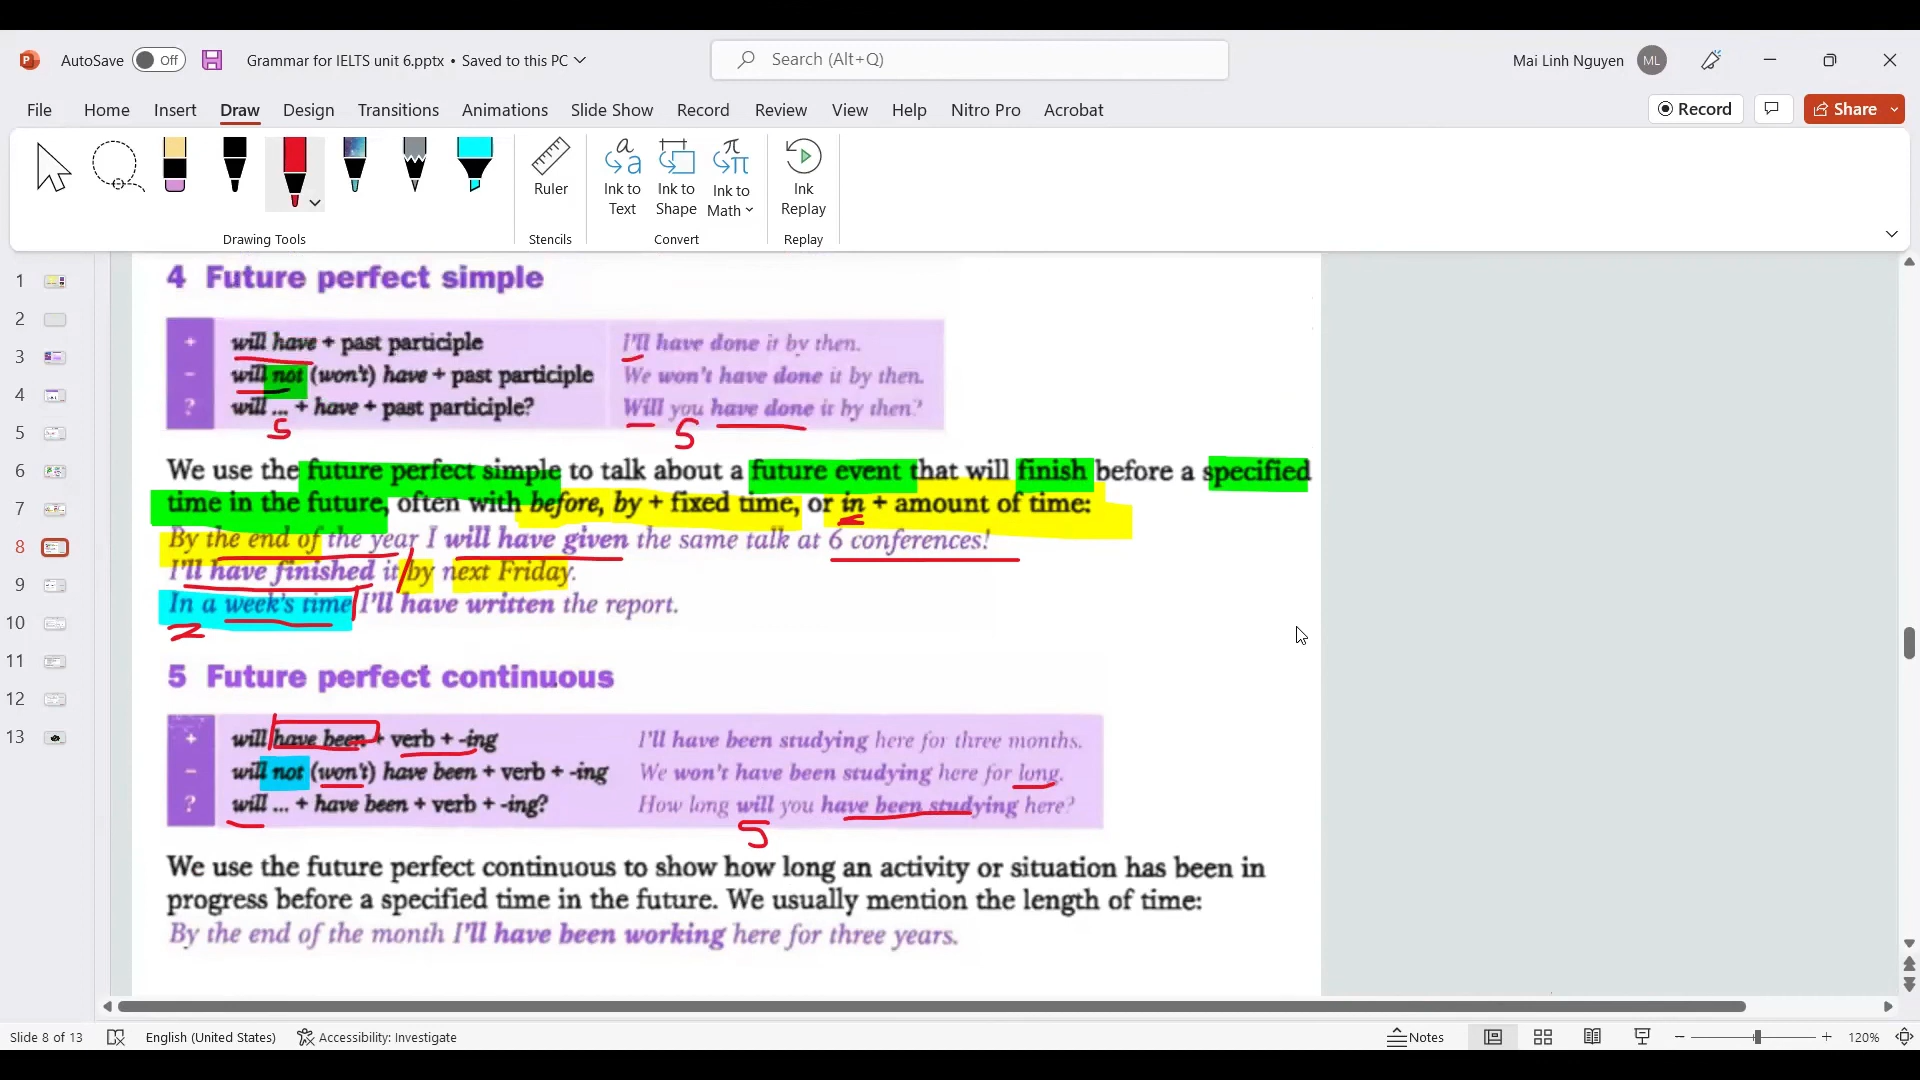 AutoSave Off Grammar for IELTS unit 6.pptx • Saved to this PC Search (Alt+Q) Mai Linh Nguyen ML
File Home Insert Draw Design Transitions Animations Slide Show Record Review View Help Nitro Pro Acrobat Record Share
Ruler
Ink to Text
Ink to Shape
Ink to Math
Ink Replay
Drawing Tools Stencils Convert Replay
1
2
3
4
5
6
7
8
9
10
11
12
13
4 Future perfect simple
+ will have + past participle I'll have done it by then.
– will not (won't) have + past participle We won't have done it by then.
? will ... + have + past participle? Will you have done it by then?
S S
We use the future perfect simple to talk about a future event that will finish before a specified
time in the future, often with before, by + fixed time, or in + amount of time:
By the end of the year I will have given the same talk at 6 conferences!
I'll have finished it by next Friday.
In a week's time I'll have written the report.
5 Future perfect continuous
+ will have been + verb + -ing I'll have been studying here for three months.
– will not (won't) have been + verb + -ing We won't have been studying here for long.
? will ... + have been + verb + -ing? How long will you have been studying here?
S
We use the future perfect continuous to show how long an activity or situation has been in
progress before a specified time in the future. We usually mention the length of time:
By the end of the month I'll have been working here for three years.
Slide 8 of 13 English (United States) Accessibility: Investigate Notes 120%